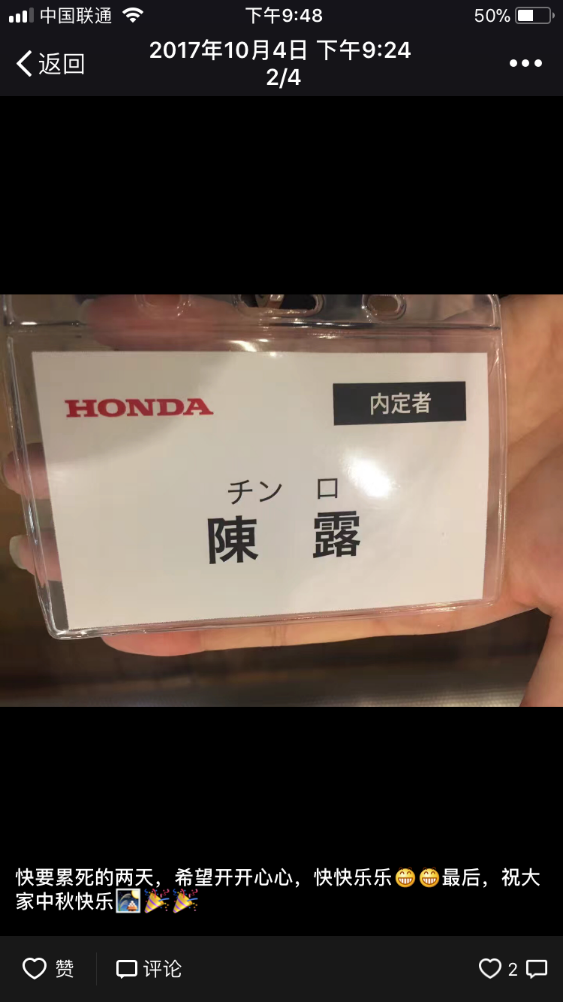 中国联通
下午9:48
50%
返回
2017年10月4日 下午9:24
2/4
HONDA
内定者
チン ロ
陳 露
快要累死的两天，希望开开心心，快快乐乐😁😁最后，祝大
家中秋快乐🎑🎉🎉
赞
评论
2